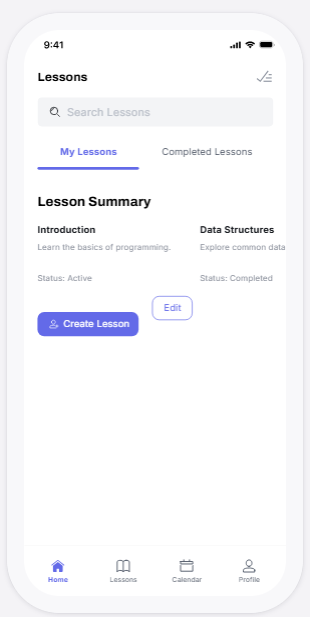 9:41
Lessons
Search Lessons
My Lessons
Completed Lessons
Lesson Summary
Introduction
Learn the basics of programming.
Status: Active
Data Structures
Explore common data
Status: Completed
Edit
Create Lesson
Home
Lessons
Calendar
Profile